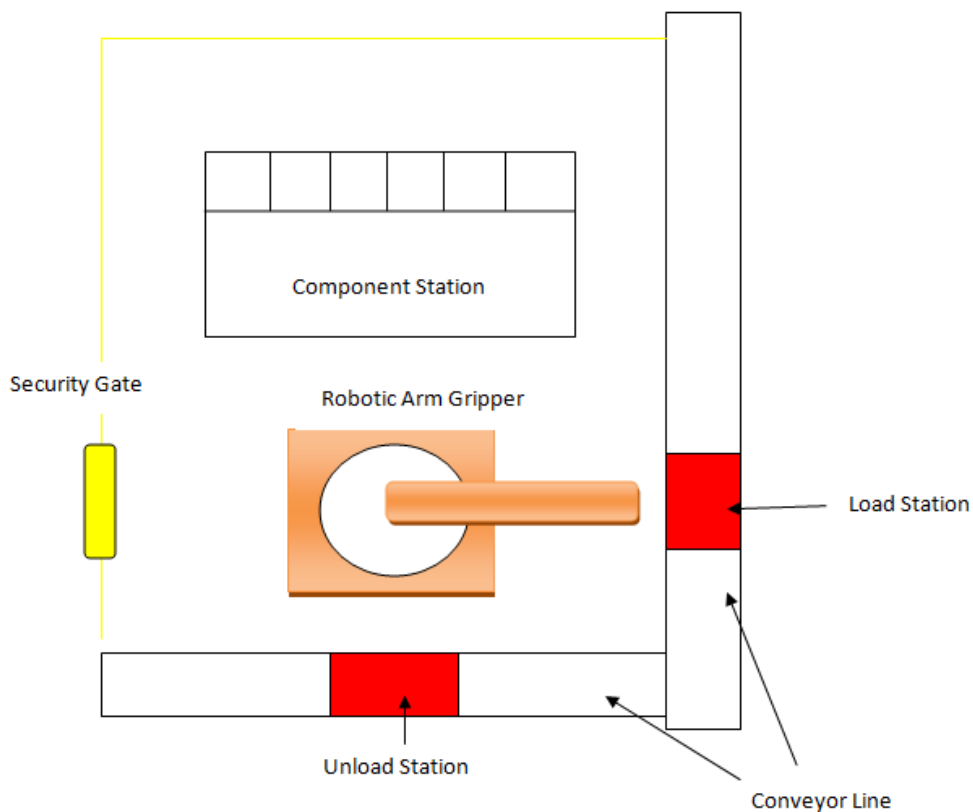 Component Station
Security Gate
Robotic Arm Gripper
Load Station
Unload Station
Conveyor Line